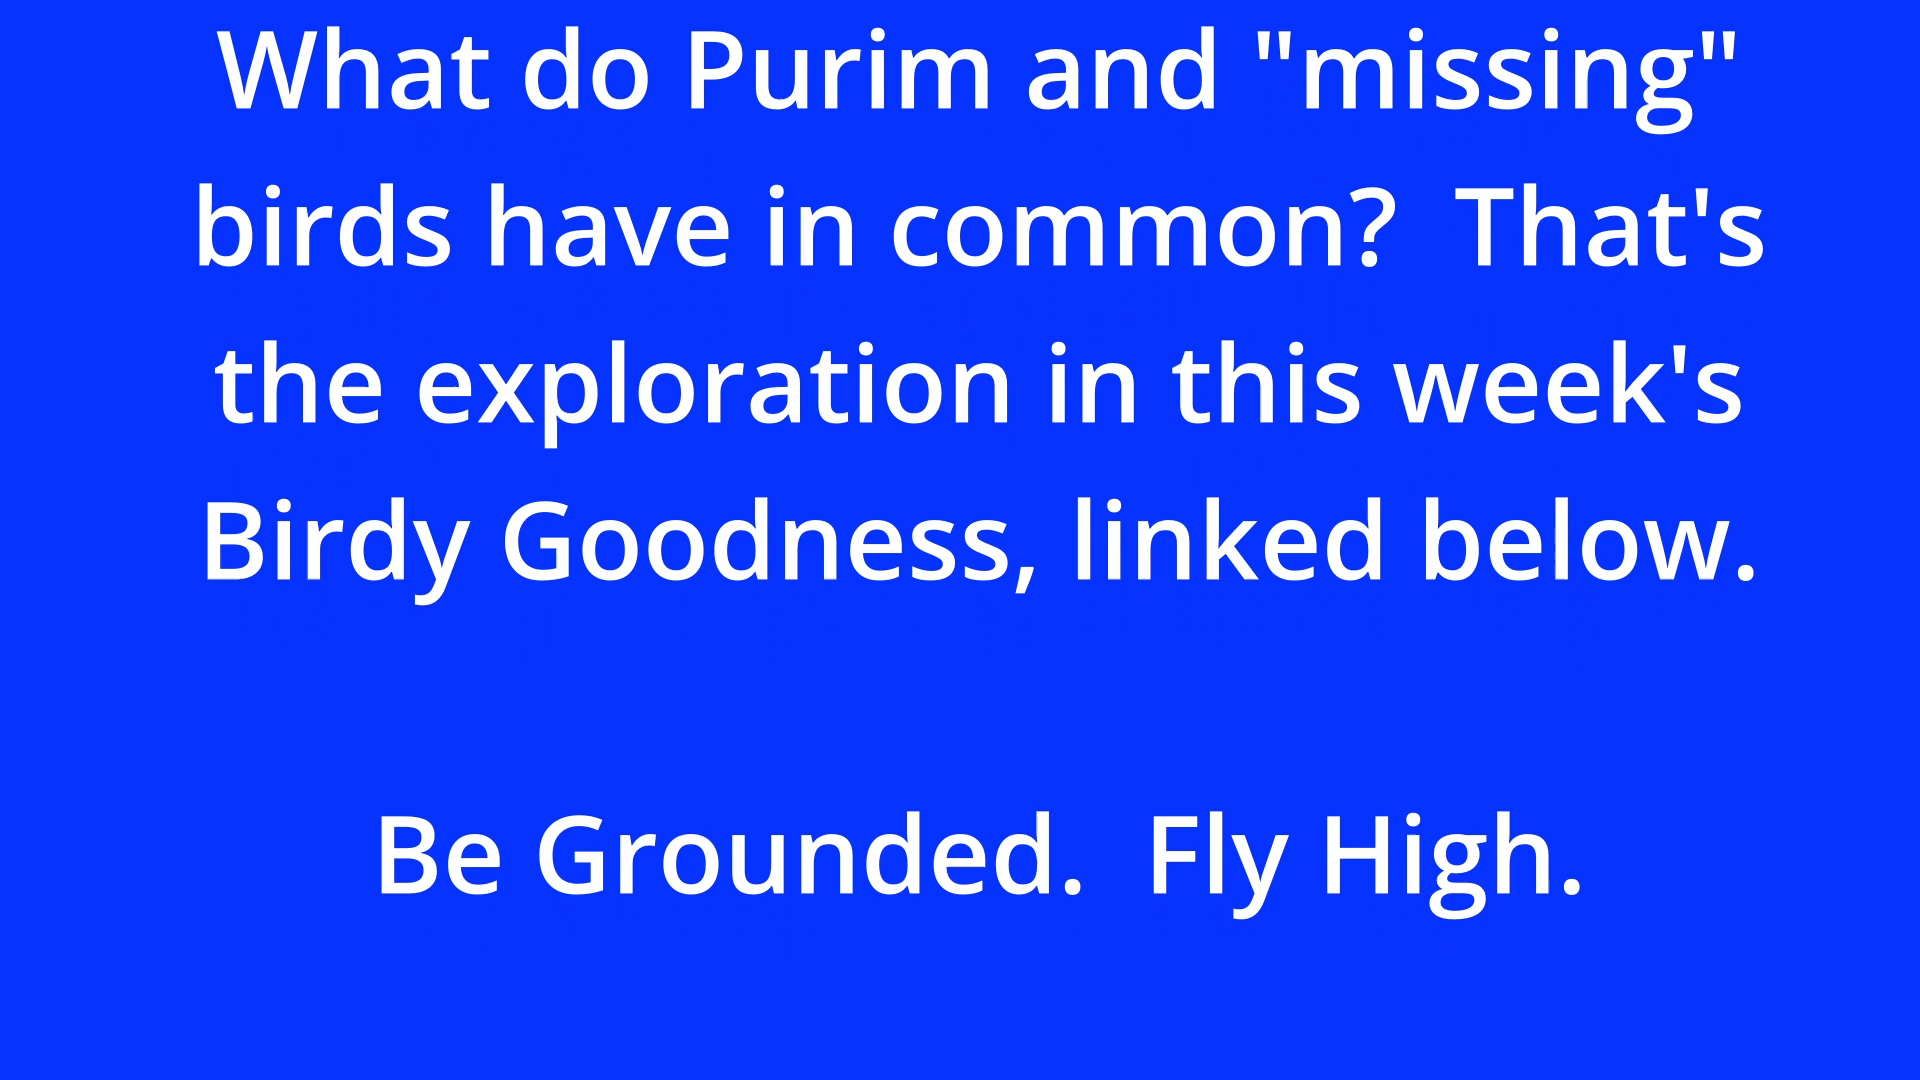 What do Purim and "missing"
birds have in common?  That's
the exploration in this week's
Birdy Goodness, linked below.
Be Grounded.  Fly High.